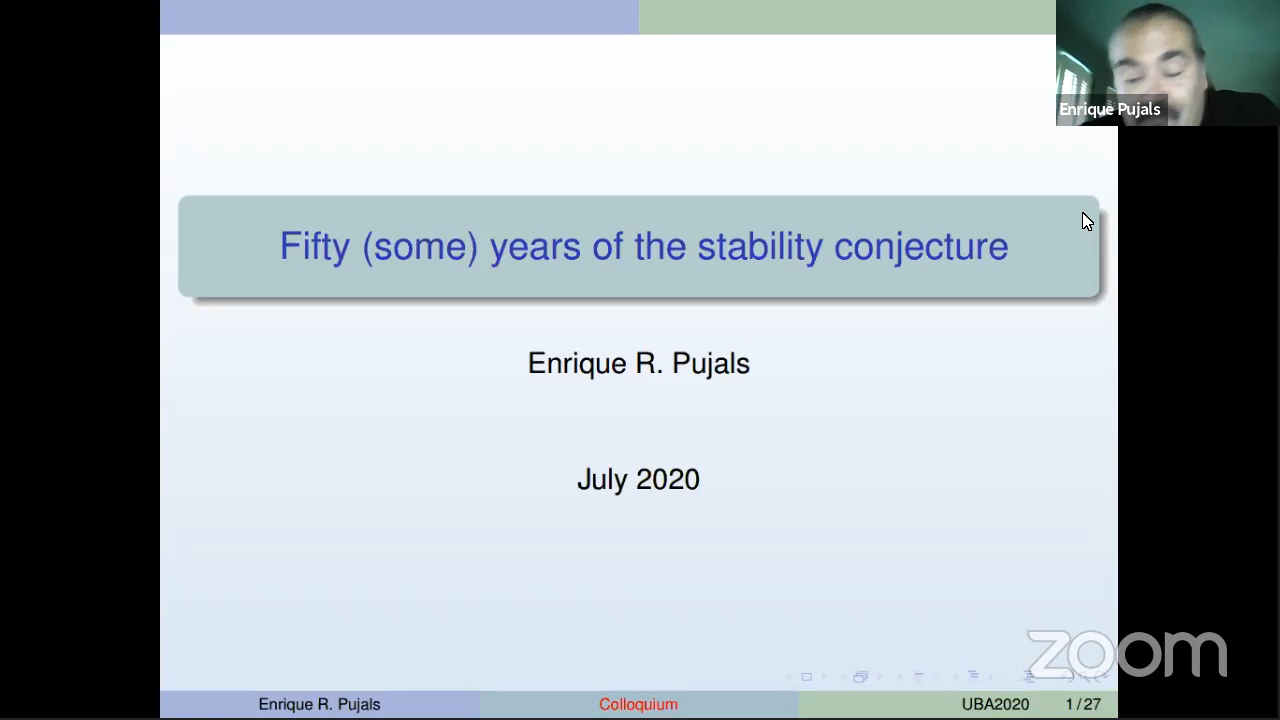 Enrique Pujals
Fifty (some) years of the stability conjecture
Enrique R. Pujals
July 2020
zoom
Enrique R. Pujals
Colloquium
UBA2020
1 / 27